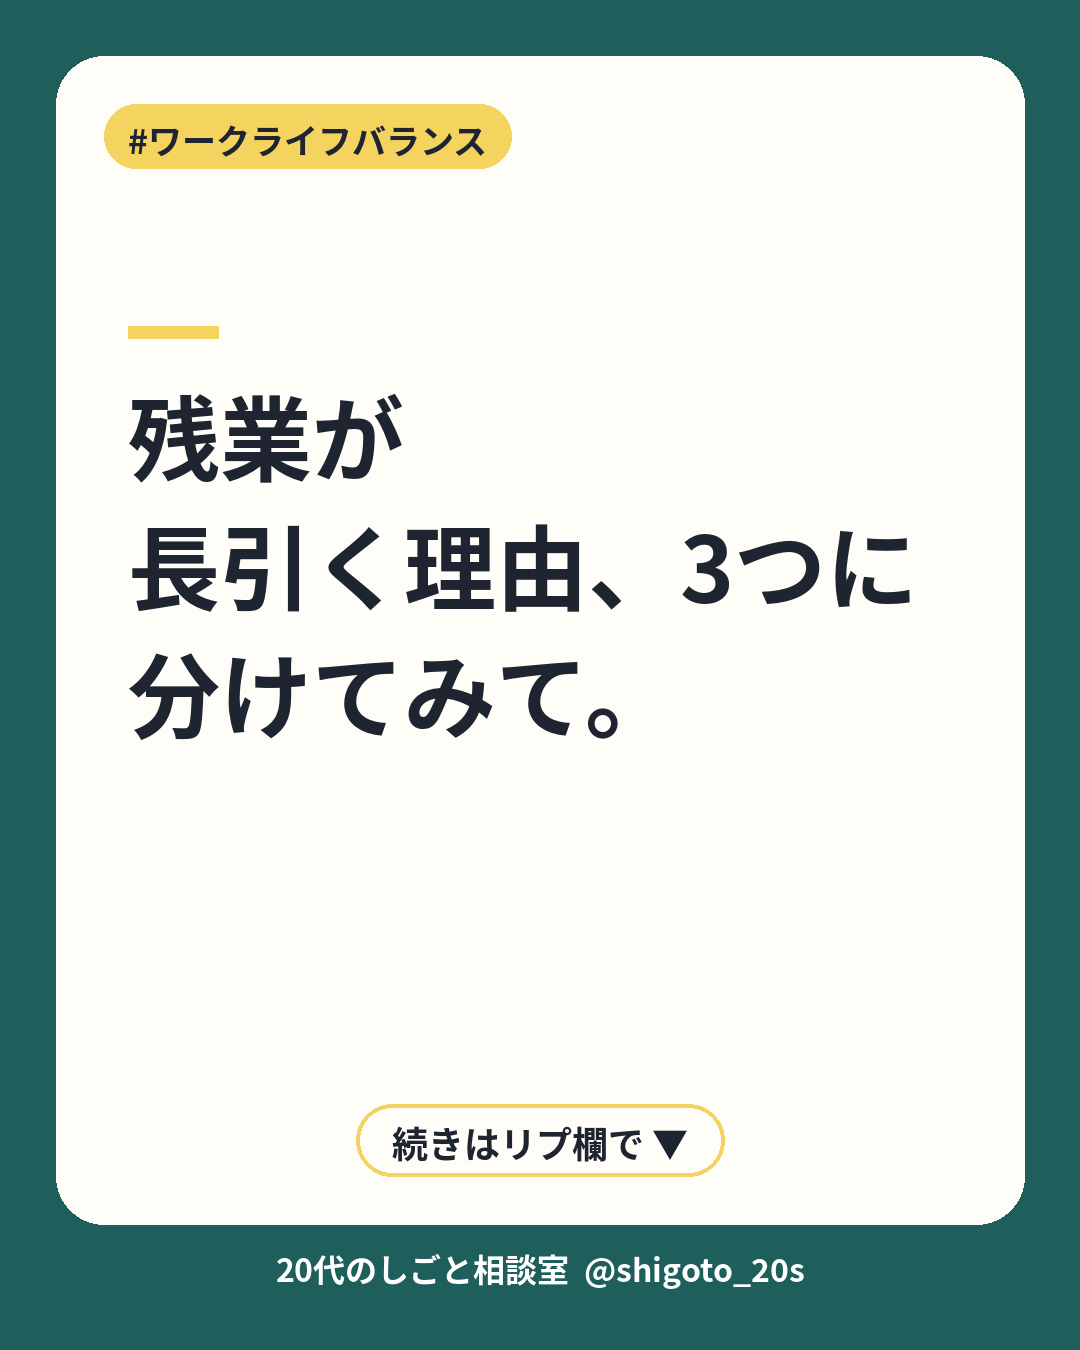 #ワークライフバランス
残業が
長引く理由、3つに
分けてみて。
続きはリプ欄で ▼
20代のしごと相談室 @shigoto_20s